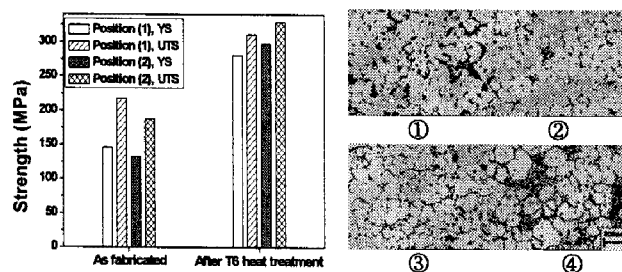 Strength (MPa)
300
250
200
150
100
50
0
Position (1), YS
Position (1), UTS
Position (2), YS
Position (2), UTS
As fabricated
After T6 heat treatment
① ②
③ ④